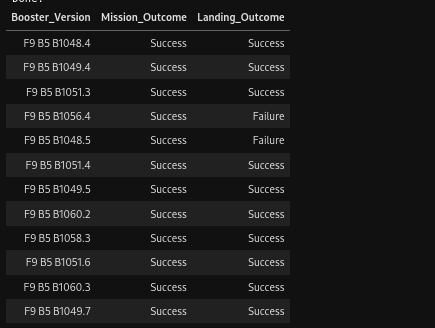 Done.
Booster_Version Mission_Outcome Landing_Outcome
F9 B5 B1048.4 Success Success
F9 B5 B1049.4 Success Success
F9 B5 B1051.3 Success Success
F9 B5 B1056.4 Success Failure
F9 B5 B1048.5 Success Failure
F9 B5 B1051.4 Success Success
F9 B5 B1049.5 Success Success
F9 B5 B1060.2 Success Success
F9 B5 B1058.3 Success Success
F9 B5 B1051.6 Success Success
F9 B5 B1060.3 Success Success
F9 B5 B1049.7 Success Success